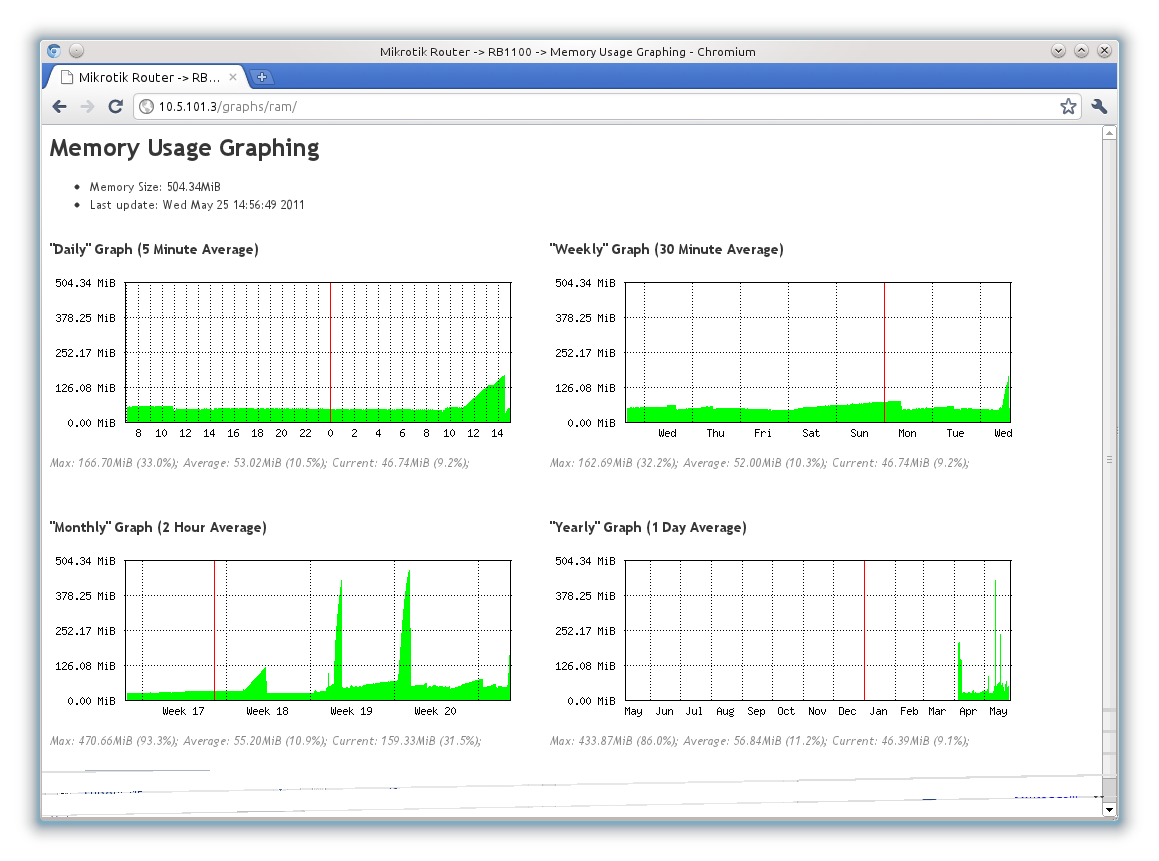 Mikrotik Router -> RB1100 -> Memory Usage Graphing - Chromium
Mikrotik Router -> RB...
10.5.101.3/graphs/ram/
Memory Usage Graphing
• Memory Size: 504.34MiB
• Last update: Wed May 25 14:56:49 2011
"Daily" Graph (5 Minute Average)
504.34 MiB
378.25 MiB
252.17 MiB
126.08 MiB
0.00 MiB
8 10 12 14 16 18 20 22 0 2 4 6 8 10 12 14
Max: 166.70MiB (33.0%); Average: 53.02MiB (10.5%); Current: 46.74MiB (9.2%);
"Weekly" Graph (30 Minute Average)
504.34 MiB
378.25 MiB
252.17 MiB
126.08 MiB
0.00 MiB
Wed Thu Fri Sat Sun Mon Tue Wed
Max: 162.69MiB (32.2%); Average: 52.00MiB (10.3%); Current: 46.74MiB (9.2%);
"Monthly" Graph (2 Hour Average)
504.34 MiB
378.25 MiB
252.17 MiB
126.08 MiB
0.00 MiB
Week 17 Week 18 Week 19 Week 20
Max: 470.66MiB (93.3%); Average: 55.20MiB (10.9%); Current: 159.33MiB (31.5%);
"Yearly" Graph (1 Day Average)
504.34 MiB
378.25 MiB
252.17 MiB
126.08 MiB
0.00 MiB
May Jun Jul Aug Sep Oct Nov Dec Jan Feb Mar Apr May
Max: 433.87MiB (86.0%); Average: 56.84MiB (11.2%); Current: 46.39MiB (9.1%);